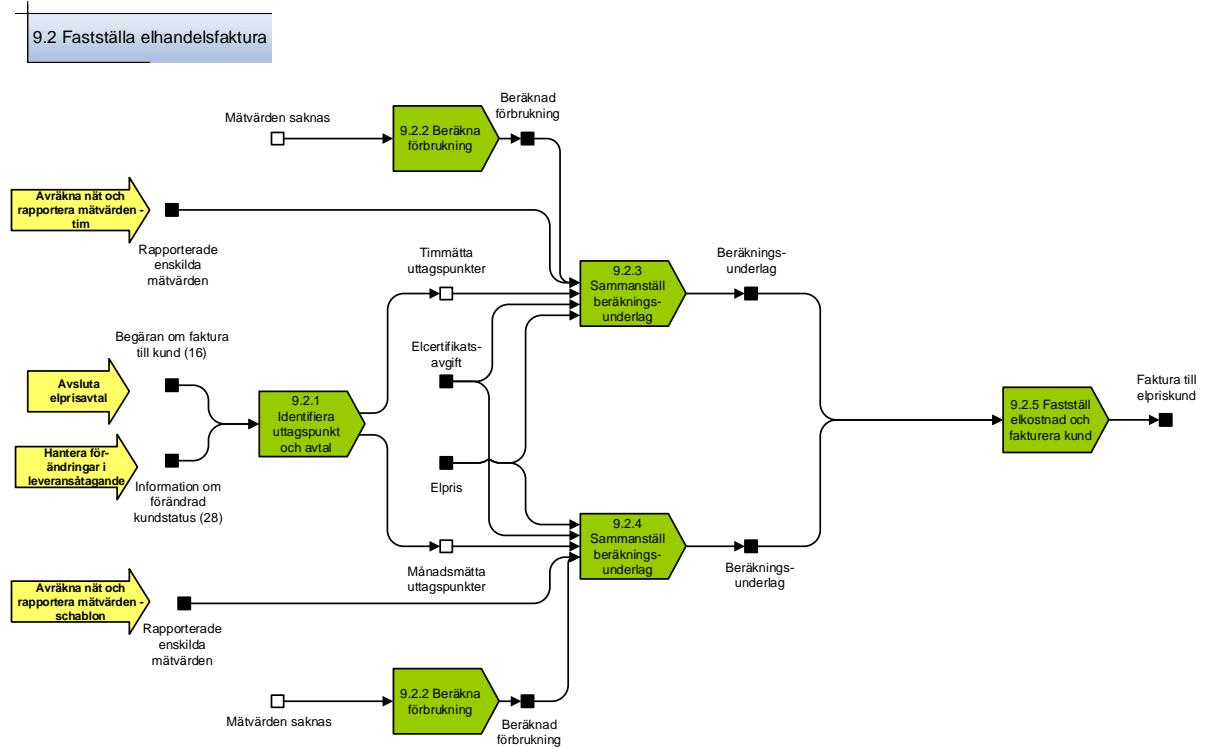 9.2 Fastställa elhandelsfaktura
Mätvärden saknas
9.2.2 Beräkna
förbrukning
Beräknad
förbrukning
Avräkna nät och
rapportera mätvärden -
tim
Rapporterade
enskilda
mätvärden
Timmätta
uttagspunkter
9.2.3
Sammanställ
beräknings-
underlag
Beräknings-
underlag
Begäran om faktura
till kund (16)
Avsluta
elprisavtal
Hantera för-
ändringar i
leveransåtagande
Information om
förändrad
kundstatus (28)
9.2.1
Identifiera
uttagspunkt
och avtal
Elcertifikats-
avgift
Elpris
9.2.5 Fastställ
elkostnad och
fakturera kund
Faktura till
elpriskund
Månadsmätta
uttagspunkter
9.2.4
Sammanställ
beräknings-
underlag
Beräknings-
underlag
Avräkna nät och
rapportera mätvärden -
schablon
Rapporterade
enskilda
mätvärden
Mätvärden saknas
9.2.2 Beräkna
förbrukning
Beräknad
förbrukning